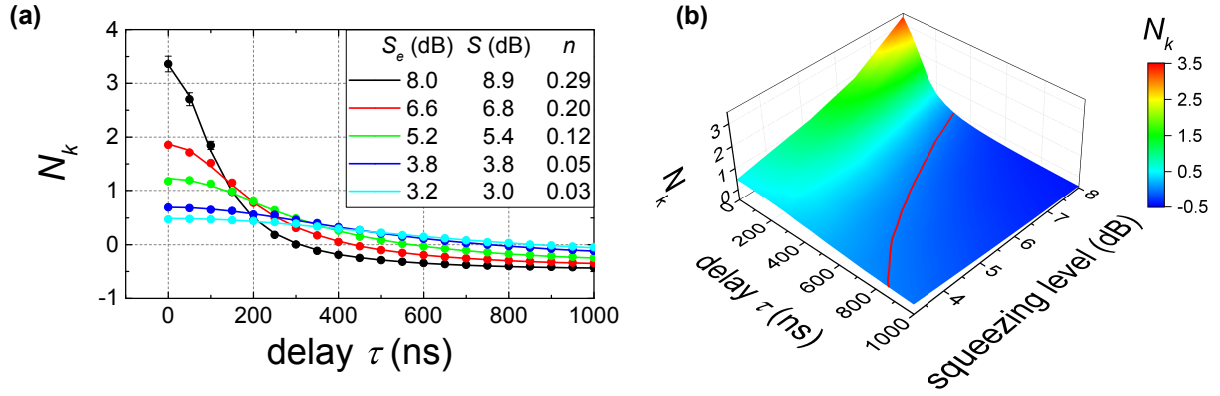 (a)
N_k
4
3
2
1
0
-1
S_e (dB) S (dB) n
8.0 8.9 0.29
6.6 6.8 0.20
5.2 5.4 0.12
3.8 3.8 0.05
3.2 3.0 0.03
0 200 400 600 800 1000
delay τ (ns)
(b)
N_k
3
2
1
0
N_k
3.5
2.5
1.5
0.5
-0.5
0
200
400
600
800
1000
delay τ (ns)
4
5
6
7
8
squeezing level (dB)